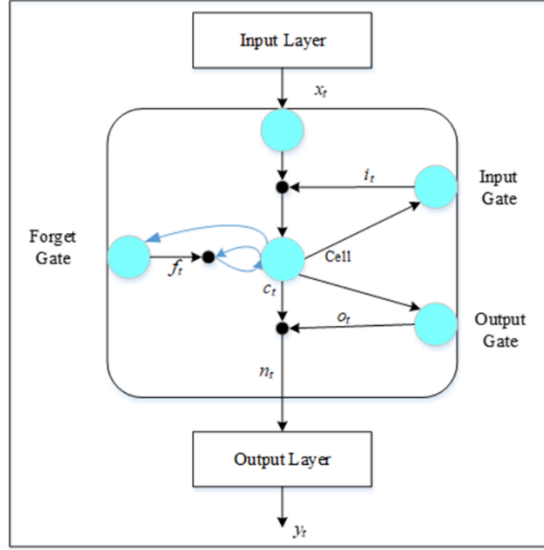 Input Layer
x_t
i_t
Input
Gate
Forget
Gate
f_t
Cell
c_t
o_t
Output
Gate
n_t
Output Layer
y_t